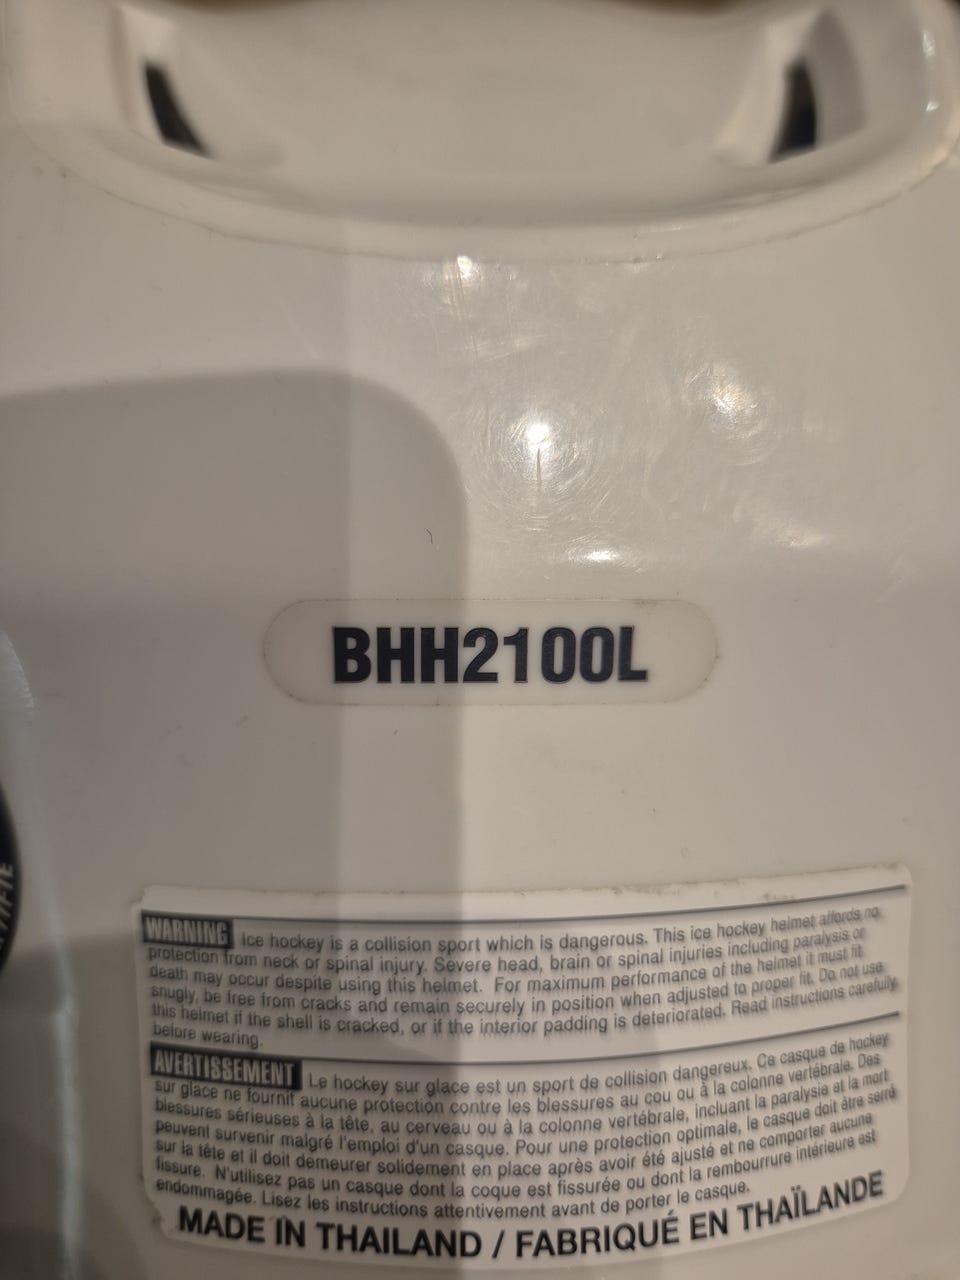 BHH2100L
WARNING Ice hockey is a collision sport which is dangerous. This ice hockey helmet affords no
protection from neck or spinal injury. Severe head, brain or spinal injuries including paralysis or
death may occur despite using this helmet. For maximum performance of the helmet it must fit
snugly, be free from cracks and remain securely in position when adjusted to proper fit. Do not use
this helmet if the shell is cracked, or if the interior padding is deteriorated. Read instructions carefully
before wearing.
AVERTISSEMENT Le hockey sur glace est un sport de collision dangereux. Ce casque de hockey
sur glace ne fournit aucune protection contre les blessures au cou ou à la colonne vertébrale. Des
blessures sérieuses à la tête, au cerveau ou à la colonne vertébrale, incluant la paralysie et la mort
peuvent survenir malgré l'emploi d'un casque. Pour une protection optimale, le casque doit être serré
sur la tête et il doit demeurer solidement en place après avoir été ajusté et ne comporter aucune
fissure. N'utilisez pas un casque dont la coque est fissurée ou dont la rembourrure intérieure est
endommagée. Lisez les instructions attentivement avant de porter le casque.
MADE IN THAILAND / FABRIQUÉ EN THAÏLANDE